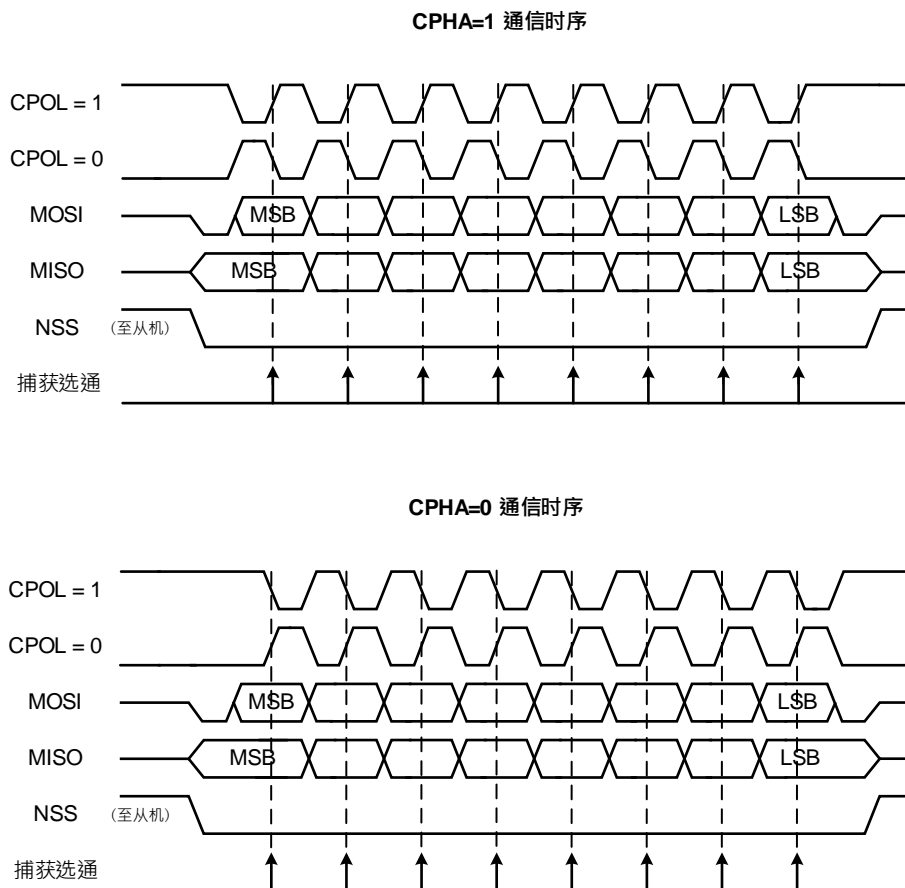 CPHA=1 通信时序
CPOL = 1
CPOL = 0
MOSI MSB LSB
MISO MSB LSB
NSS (至从机)
捕获选通
CPHA=0 通信时序
CPOL = 1
CPOL = 0
MOSI MSB LSB
MISO MSB LSB
NSS (至从机)
捕获选通